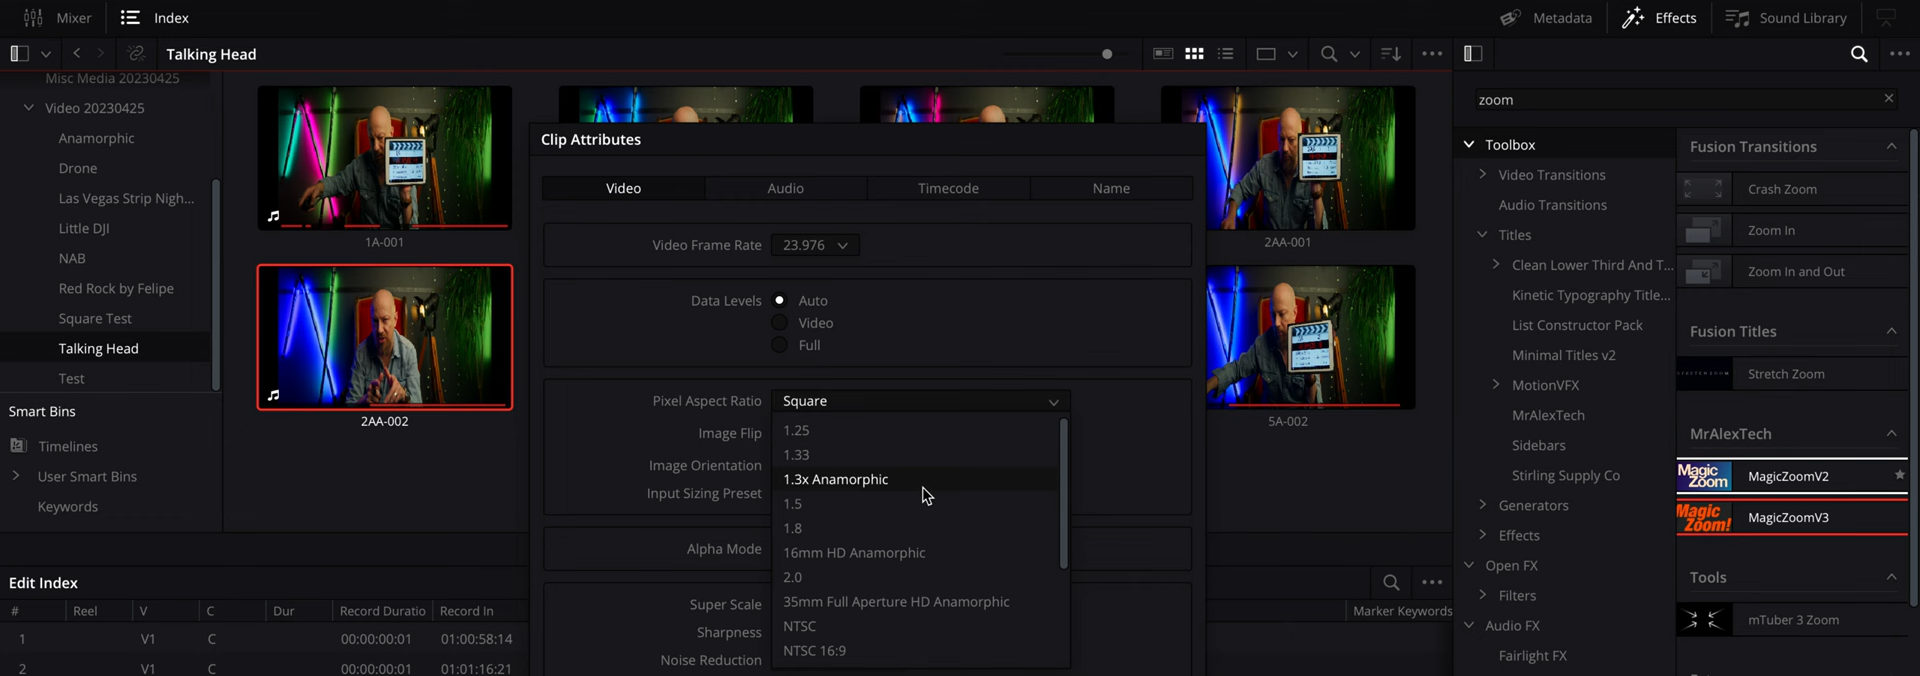 Mixer
Index
Metadata
Effects
Sound Library
Talking Head
zoom
Misc Media 20230425
Video 20230425
Anamorphic
Drone
Las Vegas Strip Nigh...
Little DJI
NAB
Red Rock by Felipe
Square Test
Talking Head
Test
Smart Bins
Timelines
User Smart Bins
Keywords
1A-001
2AA-001
2AA-002
5A-002
Clip Attributes
Video
Audio
Timecode
Name
Video Frame Rate
23.976
Data Levels
Auto
Video
Full
Pixel Aspect Ratio
Square
Image Flip
Image Orientation
Input Sizing Preset
Alpha Mode
Super Scale
Sharpness
Noise Reduction
1.25
1.33
1.3x Anamorphic
1.5
1.8
16mm HD Anamorphic
2.0
35mm Full Aperture HD Anamorphic
NTSC
NTSC 16:9
Edit Index
# Reel V C Dur Record Duratio Record In
Marker Keywords
1 V1 C 00:00:00:01 01:00:58:14
2 V1 C 00:00:00:01 01:01:16:21
Toolbox
Video Transitions
Audio Transitions
Titles
Clean Lower Third And T...
Kinetic Typography Title...
List Constructor Pack
Minimal Titles v2
MotionVFX
MrAlexTech
Sidebars
Stirling Supply Co
Generators
Effects
Open FX
Filters
Audio FX
Fairlight FX
Fusion Transitions
Crash Zoom
Zoom In
Zoom In and Out
Fusion Titles
Stretch Zoom
MrAlexTech
Magic Zoom
MagicZoomV2
Magic Zoom!
MagicZoomV3
Tools
mTuber 3 Zoom